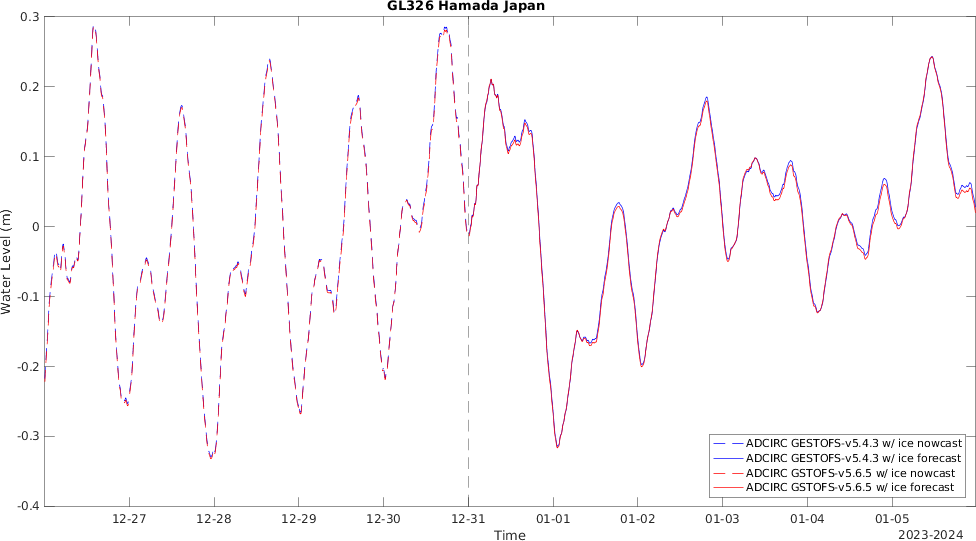 GL326 Hamada Japan
0.3
0.2
0.1
0
-0.1
-0.2
-0.3
-0.4
Water Level (m)
ADCIRC GESTOFS-v5.4.3 w/ ice nowcast
ADCIRC GESTOFS-v5.4.3 w/ ice forecast
ADCIRC GSTOFS-v5.6.5 w/ ice nowcast
ADCIRC GSTOFS-v5.6.5 w/ ice forecast
12-27 12-28 12-29 12-30 12-31 01-01 01-02 01-03 01-04 01-05
Time
2023-2024